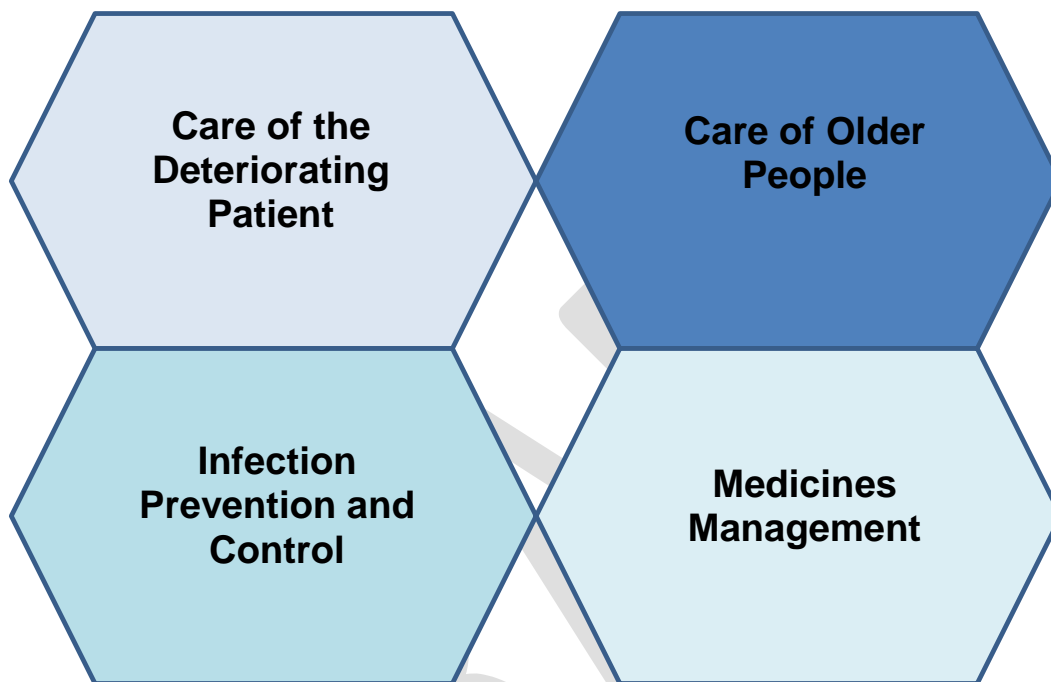 Care of the
Deteriorating
Patient
Care of Older
People
Infection
Prevention and
Control
Medicines
Management